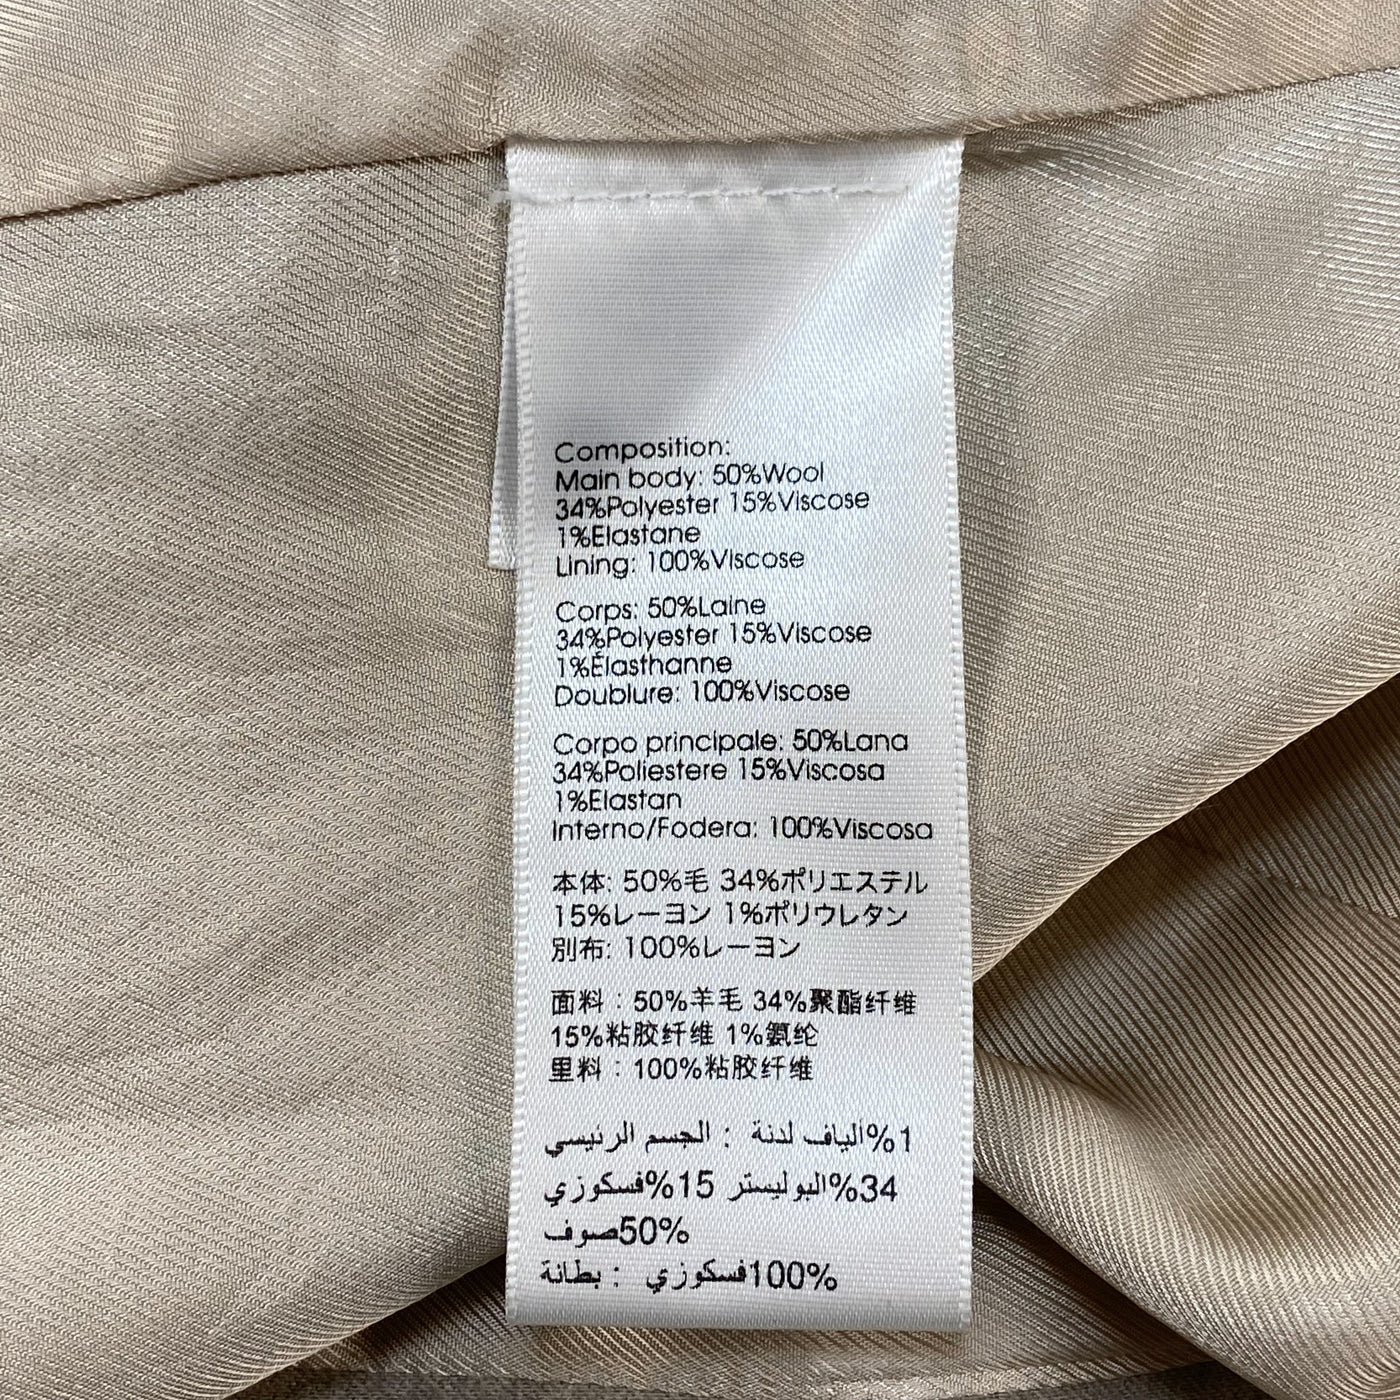 Composition:
Main body: 50%Wool
34%Polyester 15%Viscose
1%Elastane
Lining: 100%Viscose
Corps: 50%Laine
34%Polyester 15%Viscose
1%Élasthanne
Doublure: 100%Viscose
Corpo principale: 50%Lana
34%Poliestere 15%Viscosa
1%Elastan
Interno/Fodera: 100%Viscosa
本体: 50%毛 34%ポリエステル
15%レーヨン 1%ポリウレタン
別布: 100%レーヨン
面料：50%羊毛 34%聚酯纤维
15%粘胶纤维 1%氨纶
里料：100%粘胶纤维
1%ألياف لدنة : الجسم الرئيسي
34%البوليستر 15%فسكوزي
50%صوف
100%فسكوزي : بطانة